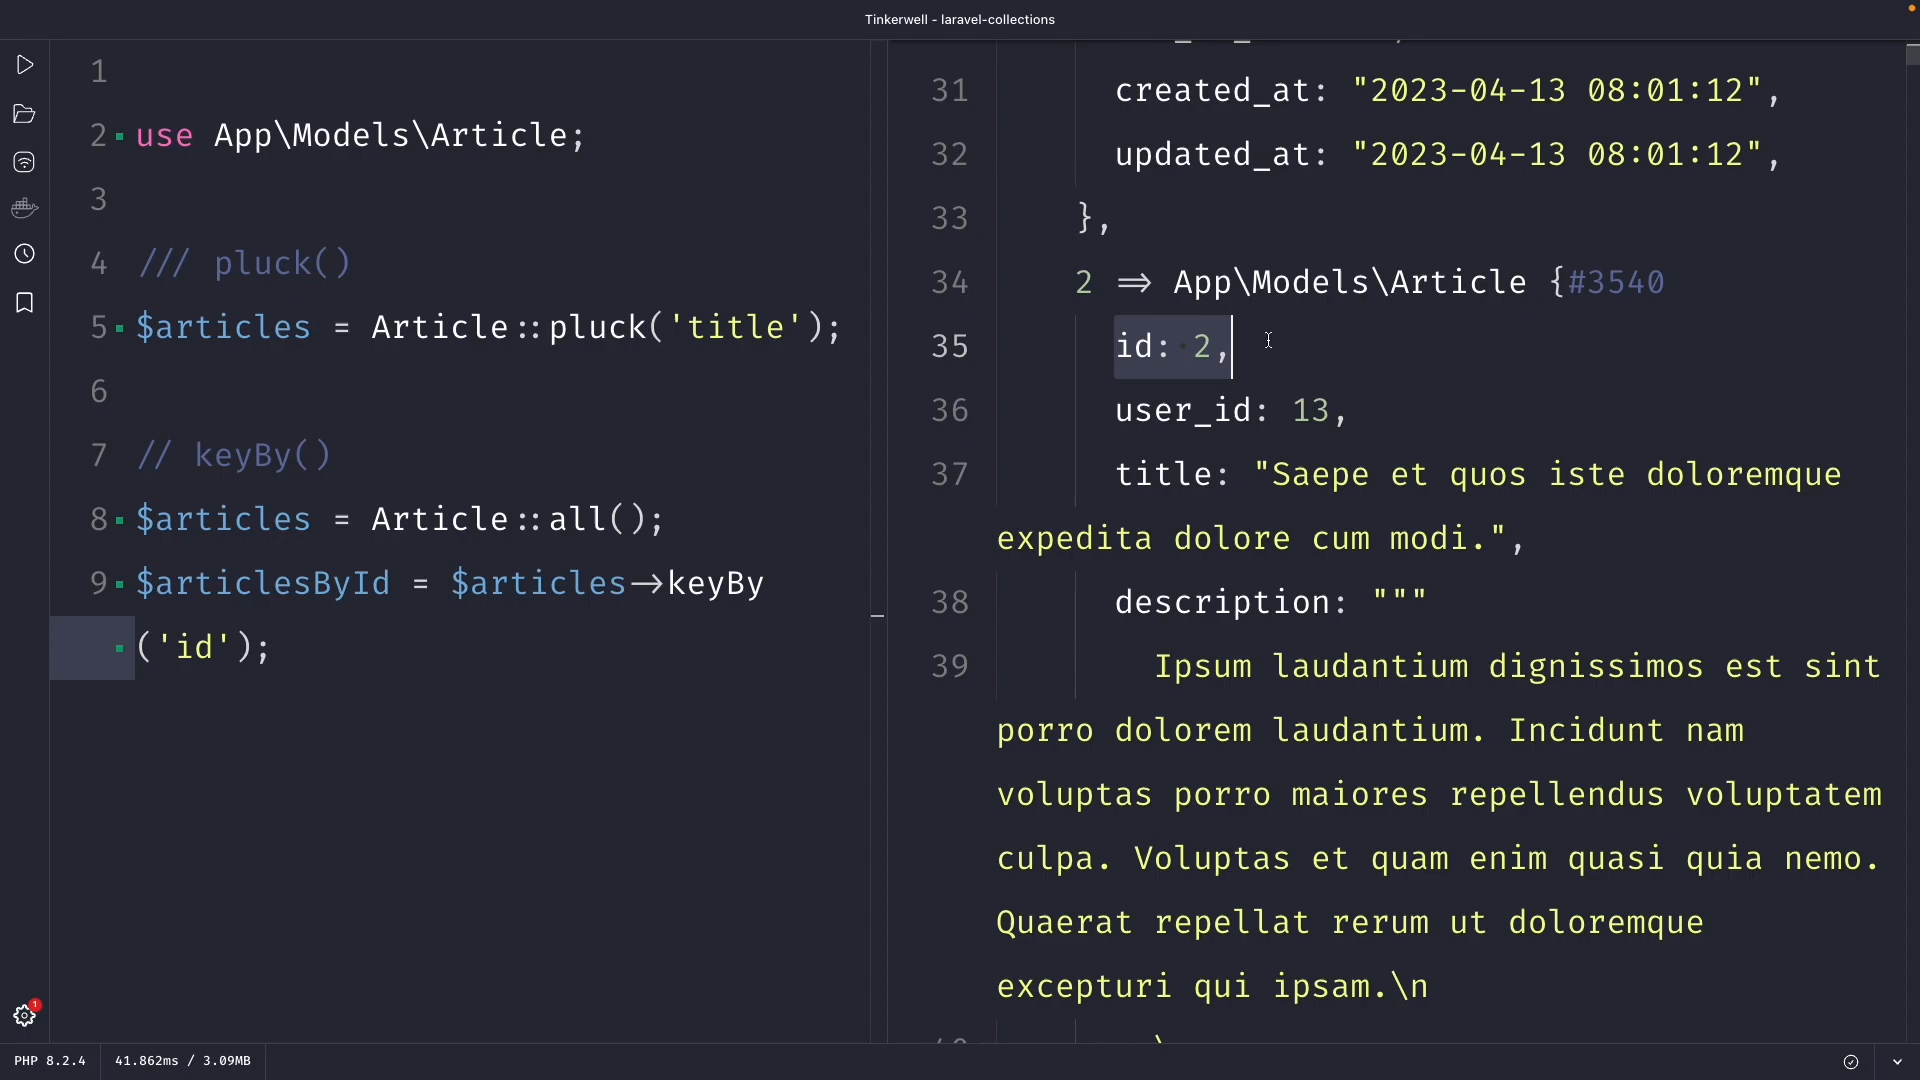 Tinkerwell - laravel-collections
1
2 use App\Models\Article;
3
4 /// pluck()
5 $articles = Article::pluck('title');
6
7 // keyBy()
8 $articles = Article::all();
9 $articlesById = $articles->keyBy
('id');
31 created_at: "2023-04-13 08:01:12",
32 updated_at: "2023-04-13 08:01:12",
33 },
34 2 => App\Models\Article {#3540
35 id: 2,
36 user_id: 13,
37 title: "Saepe et quos iste doloremque
expedita dolore cum modi.",
38 description: """
39 Ipsum laudantium dignissimos est sint
porro dolorem laudantium. Incidunt nam
voluptas porro maiores repellendus voluptatem
culpa. Voluptas et quam enim quasi quia nemo.
Quaerat repellat rerum ut doloremque
excepturi qui ipsam.\n
1
PHP 8.2.4
41.862ms / 3.09MB